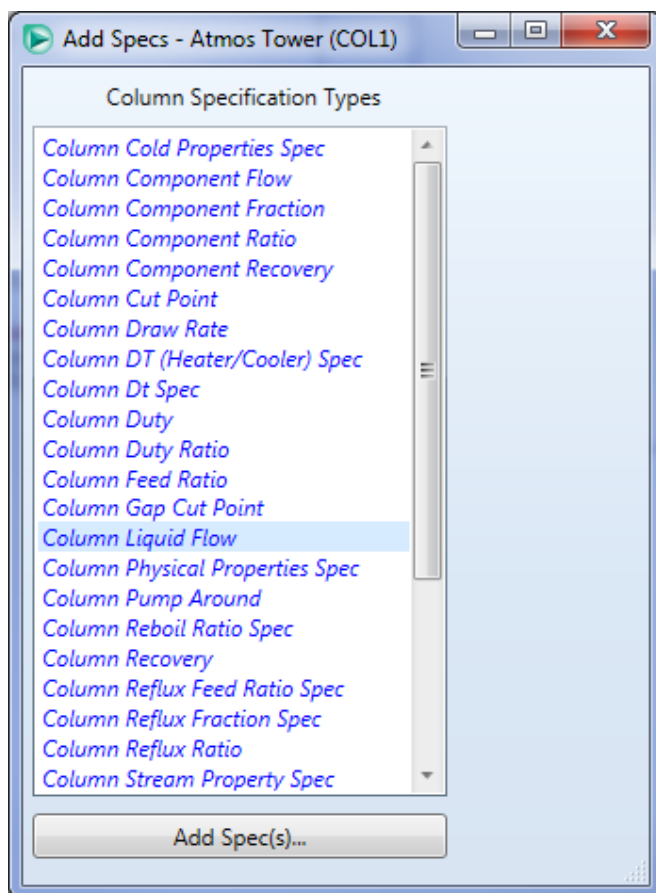 Add Specs - Atmos Tower (COL1)
Column Specification Types
Column Cold Properties Spec
Column Component Flow
Column Component Fraction
Column Component Ratio
Column Component Recovery
Column Cut Point
Column Draw Rate
Column DT (Heater/Cooler) Spec
Column Dt Spec
Column Duty
Column Duty Ratio
Column Feed Ratio
Column Gap Cut Point
Column Liquid Flow
Column Physical Properties Spec
Column Pump Around
Column Reboil Ratio Spec
Column Recovery
Column Reflux Feed Ratio Spec
Column Reflux Fraction Spec
Column Reflux Ratio
Column Stream Property Spec
Add Spec(s)...